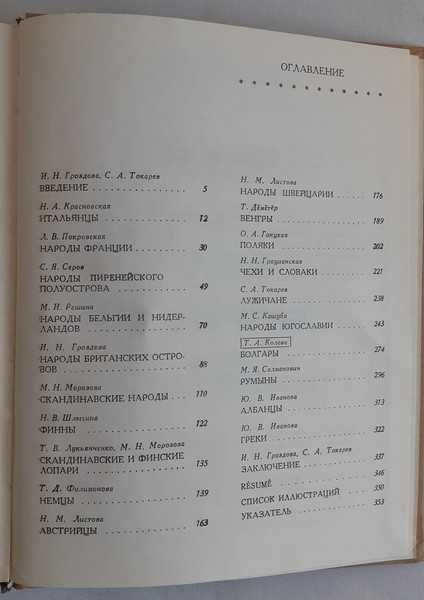 ОГЛАВЛЕНИЕ
И. Н. Гроздова, С. А. Токарев
ВВЕДЕНИЕ 5
Н. А. Красновская
ИТАЛЬЯНЦЫ 12
Л. В. Покровская
НАРОДЫ ФРАНЦИИ 30
С. Я. Серов
НАРОДЫ ПИРЕНЕЙСКОГО
ПОЛУОСТРОВА 49
М. И. Решина
НАРОДЫ БЕЛЬГИИ И НИДЕР-
ЛАНДОВ 70
И. Н. Гроздова
НАРОДЫ БРИТАНСКИХ ОСТРО-
ВОВ 88
М. Н. Морозова
СКАНДИНАВСКИЕ НАРОДЫ 110
Н. В. Шлыгина
ФИННЫ 122
Т. В. Лукьянченко, М. Н. Морозова
СКАНДИНАВСКИЕ И ФИНСКИЕ
ЛОПАРИ 135
Т. Д. Филимонова
НЕМЦЫ 139
Н. М. Листова
АВСТРИЙЦЫ 163
Н. М. Листова
НАРОДЫ ШВЕЙЦАРИИ 176
Т. Дёмётёр
ВЕНГРЫ 189
О. А. Ганцкая
ПОЛЯКИ 202
Н. Н. Грацианская
ЧЕХИ И СЛОВАКИ 221
С. А. Токарев
ЛУЖИЧАНЕ 238
М. С. Кашуба
НАРОДЫ ЮГОСЛАВИИ 243
Т. А. Колева
БОЛГАРЫ 274
М. Я. Салманович
РУМЫНЫ 296
Ю. В. Иванова
АЛБАНЦЫ 313
Ю. В. Иванова
ГРЕКИ 322
И. Н. Гроздова, С. А. Токарев
ЗАКЛЮЧЕНИЕ 337
RÉSUMÉ 346
СПИСОК ИЛЛЮСТРАЦИЙ 350
УКАЗАТЕЛЬ 353